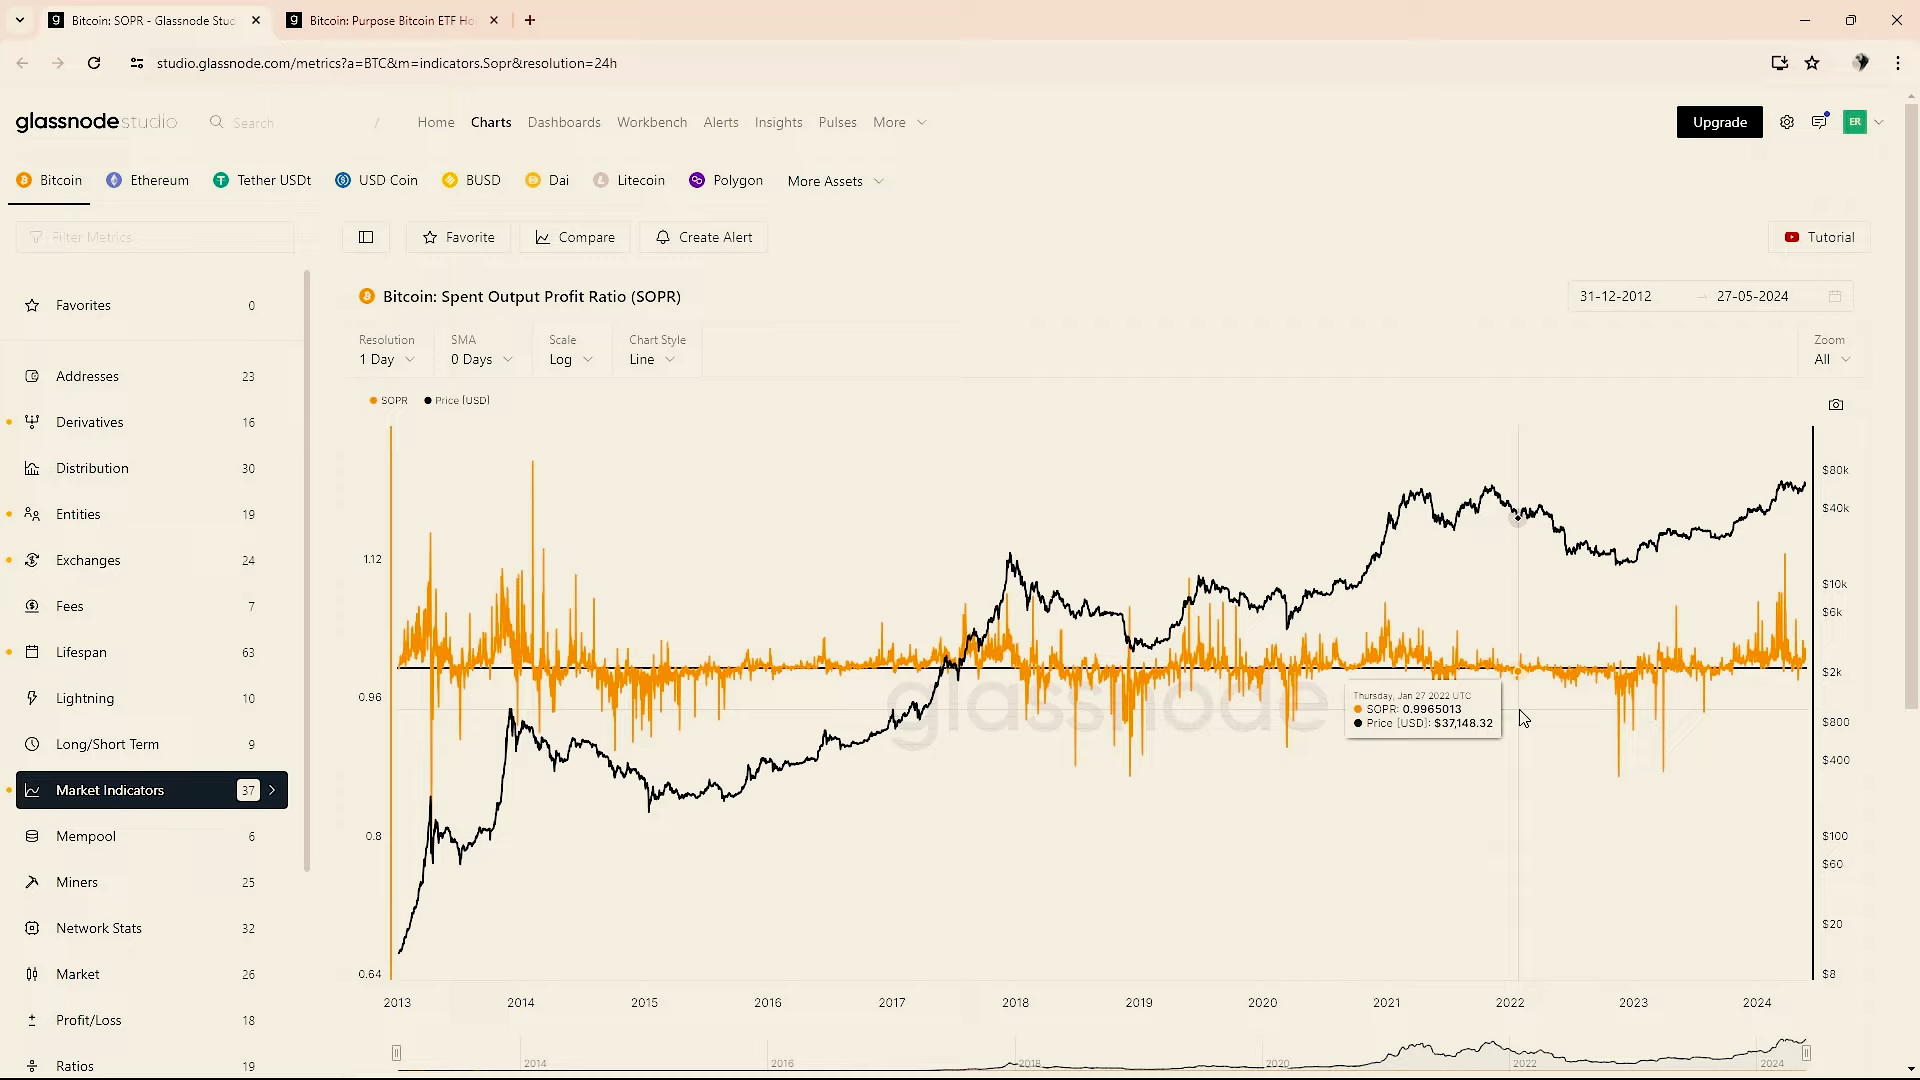 Bitcoin: SOPR - Glassnode Stuc
Bitcoin: Purpose Bitcoin ETF Ho
studio.glassnode.com/metrics?a=BTC&m=indicators.Sopr&resolution=24h
glassnodestudio
Search
/
Home
Charts
Dashboards
Workbench
Alerts
Insights
Pulses
More
Upgrade
ER
Bitcoin
Ethereum
Tether USDt
USD Coin
BUSD
Dai
Litecoin
Polygon
More Assets
Filter Metrics
Favorite
Compare
Create Alert
Tutorial
Favorites 0
Addresses 23
Derivatives 16
Distribution 30
Entities 19
Exchanges 24
Fees 7
Lifespan 63
Lightning 10
Long/Short Term 9
Market Indicators 37
Mempool 6
Miners 25
Network Stats 32
Market 26
Profit/Loss 18
Ratios 19
Bitcoin: Spent Output Profit Ratio (SOPR)
31-12-2012 → 27-05-2024
Resolution
1 Day
SMA
0 Days
Scale
Log
Chart Style
Line
Zoom
All
SOPR
Price [USD]
1.12
0.96
0.8
0.64
$80k
$40k
$10k
$6k
$2k
$800
$400
$100
$60
$20
$8
glassnode
Thursday, Jan 27 2022 UTC
SOPR: 0.9965013
Price [USD]: $37,148.32
2013 2014 2015 2016 2017 2018 2019 2020 2021 2022 2023 2024
2014 2016 2018 2020 2022 2024